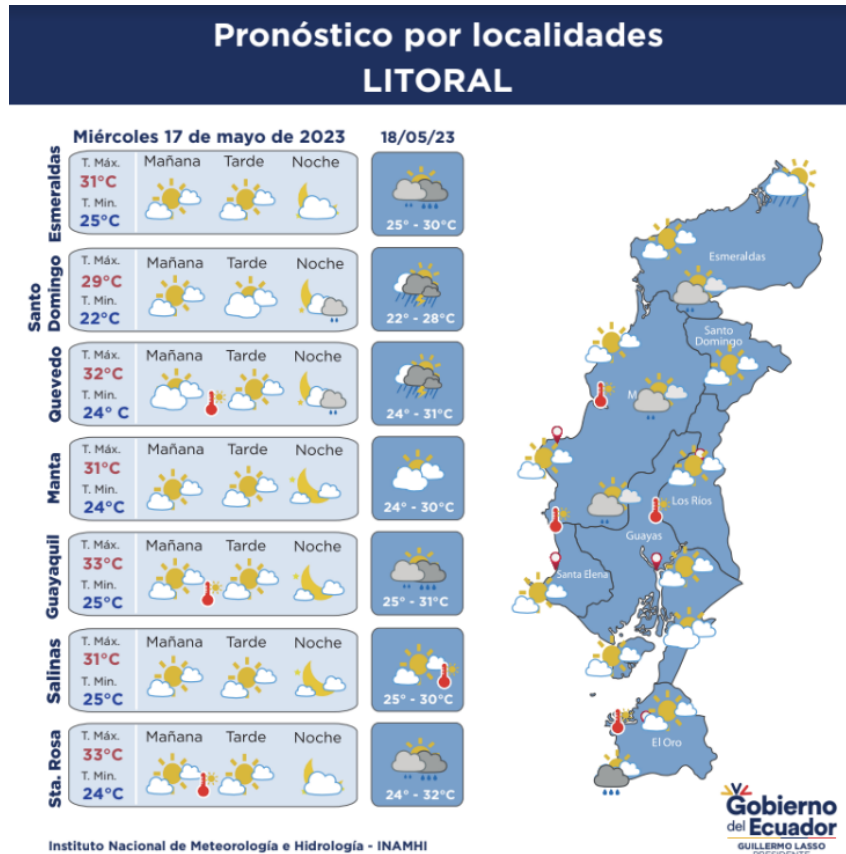 Pronóstico por localidades
LITORAL
Miércoles 17 de mayo de 2023
18/05/23
Esmeraldas
T. Máx.
31°C
T. Min.
25°C
Mañana Tarde Noche
25° - 30°C
Santo
Domingo
T. Máx.
29°C
T. Min.
22°C
Mañana Tarde Noche
22° - 28°C
Quevedo
T. Máx.
32°C
T. Min.
24° C
Mañana Tarde Noche
24° - 31°C
Manta
T. Máx.
31°C
T. Min.
24°C
Mañana Tarde Noche
24° - 30°C
Guayaquil
T. Máx.
33°C
T. Min.
25°C
Mañana Tarde Noche
25° - 31°C
Salinas
T. Máx.
31°C
T. Min.
25°C
Mañana Tarde Noche
25° - 30°C
Sta. Rosa
T. Máx.
33°C
T. Min.
24°C
Mañana Tarde Noche
24° - 32°C
Esmeraldas
Santo
Domingo
M
Los Ríos
Guayas
Santa Elena
El Oro
Instituto Nacional de Meteorología e Hidrología - INAMHI
Gobierno
del Ecuador
GUILLERMO LASSO
PRESIDENTE